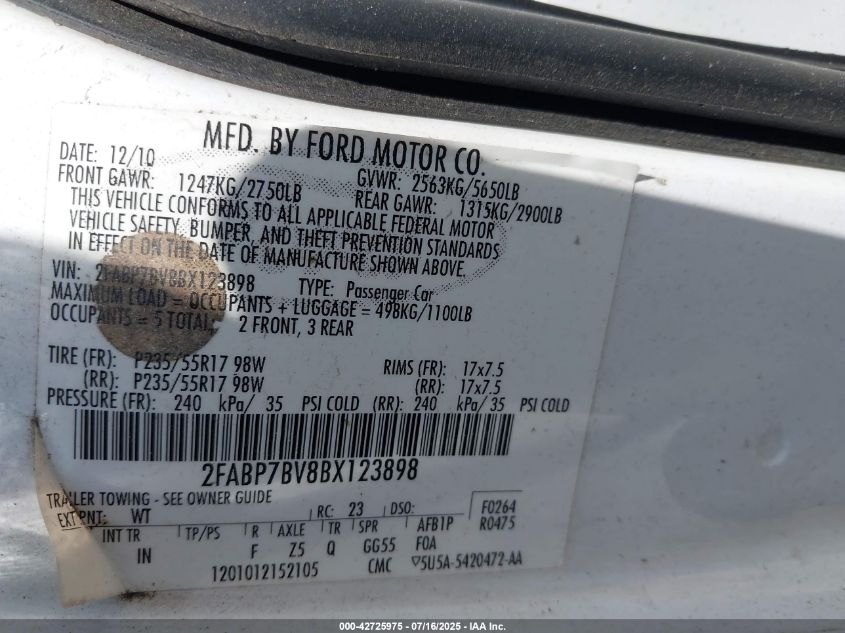 MFD. BY FORD MOTOR CO.
DATE: 12/10 GVWR: 2563KG/5650LB
FRONT GAWR: 1247KG/2750LB REAR GAWR: 1315KG/2900LB
THIS VEHICLE CONFORMS TO ALL APPLICABLE FEDERAL MOTOR
VEHICLE SAFETY, BUMPER, AND THEFT PREVENTION STANDARDS
IN EFFECT ON THE DATE OF MANUFACTURE SHOWN ABOVE.
VIN: 2FABP7BV8BX123898 TYPE: Passenger Car
MAXIMUM LOAD = OCCUPANTS + LUGGAGE = 498KG/1100LB
OCCUPANTS = 5 TOTAL: 2 FRONT, 3 REAR
TIRE (FR): P235/55R17 98W RIMS (FR): 17x7.5
(RR): P235/55R17 98W (RR): 17x7.5
PRESSURE (FR): 240 kPa/ 35 PSI COLD (RR): 240 kPa/ 35 PSI COLD
2FABP7BV8BX123898
TRAILER TOWING - SEE OWNER GUIDE
EXT PNT: WT RC: 23 DSO: F0264
R0475
INT TR TP/PS R AXLE TR SPR AFB1P
IN F Z5 Q GG55 F0A
1201012152105 CMC ▽5U5A-5420472-AA
000-42725975 - 07/16/2025 - IAA Inc.